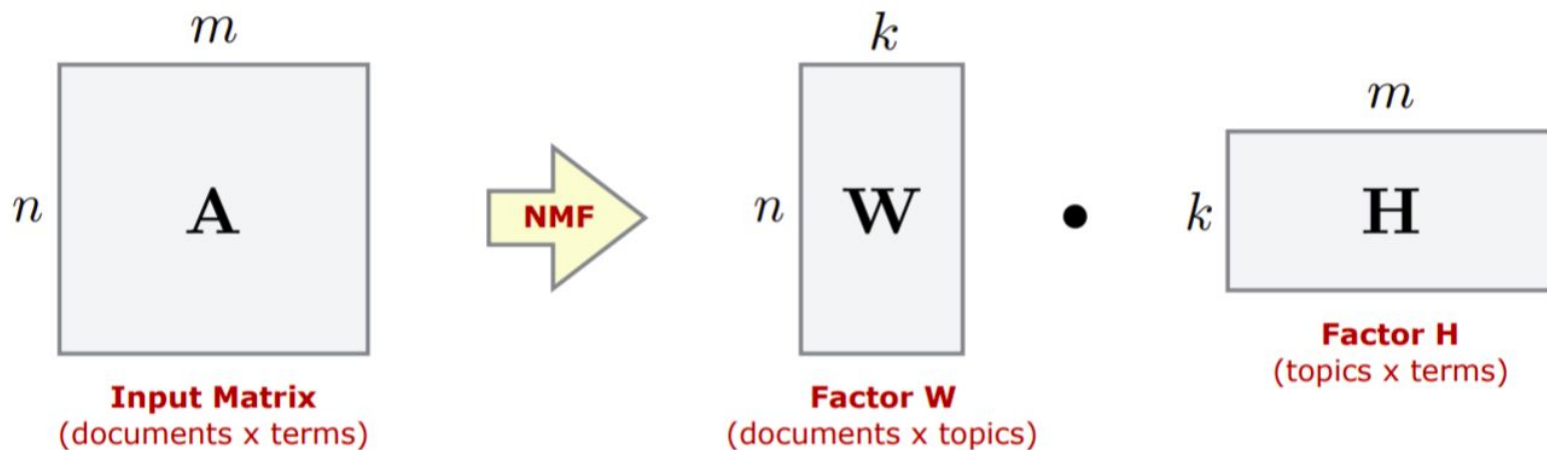 m
n
A
Input Matrix
(documents x terms)
NMF
k
n
W
Factor W
(documents x topics)
•
m
k
H
Factor H
(topics x terms)